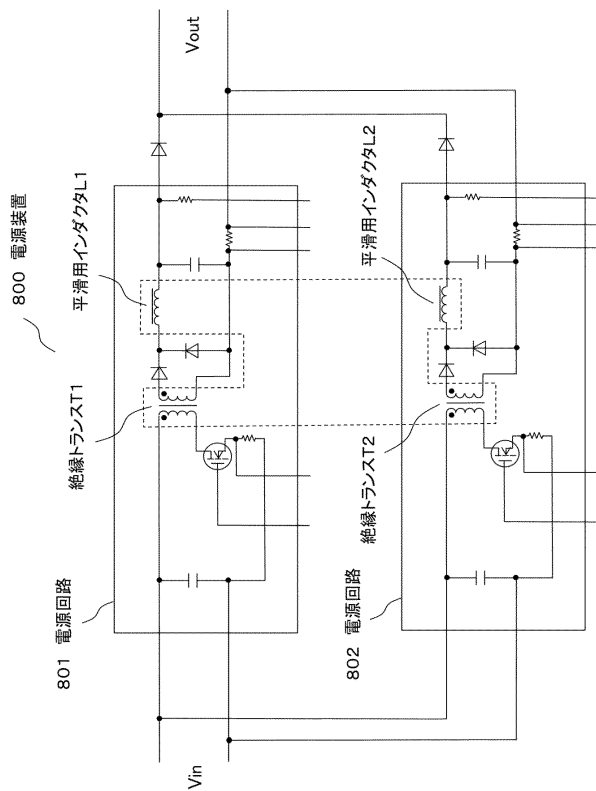 800 電源装置
801 電源回路
絶縁トランスT1
平滑用インダクタL1
Vin
Vout
802 電源回路
絶縁トランスT2
平滑用インダクタL2